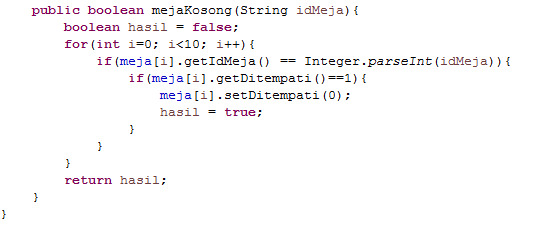 public boolean mejaKosong(String idMeja){
boolean hasil = false;
for(int i=0; i<10; i++){
if(meja[i].getIdMeja() == Integer.parseInt(idMeja)){
if(meja[i].getDitempati()==1){
meja[i].setDitempati(0);
hasil = true;
}
}
}
return hasil;
}
}